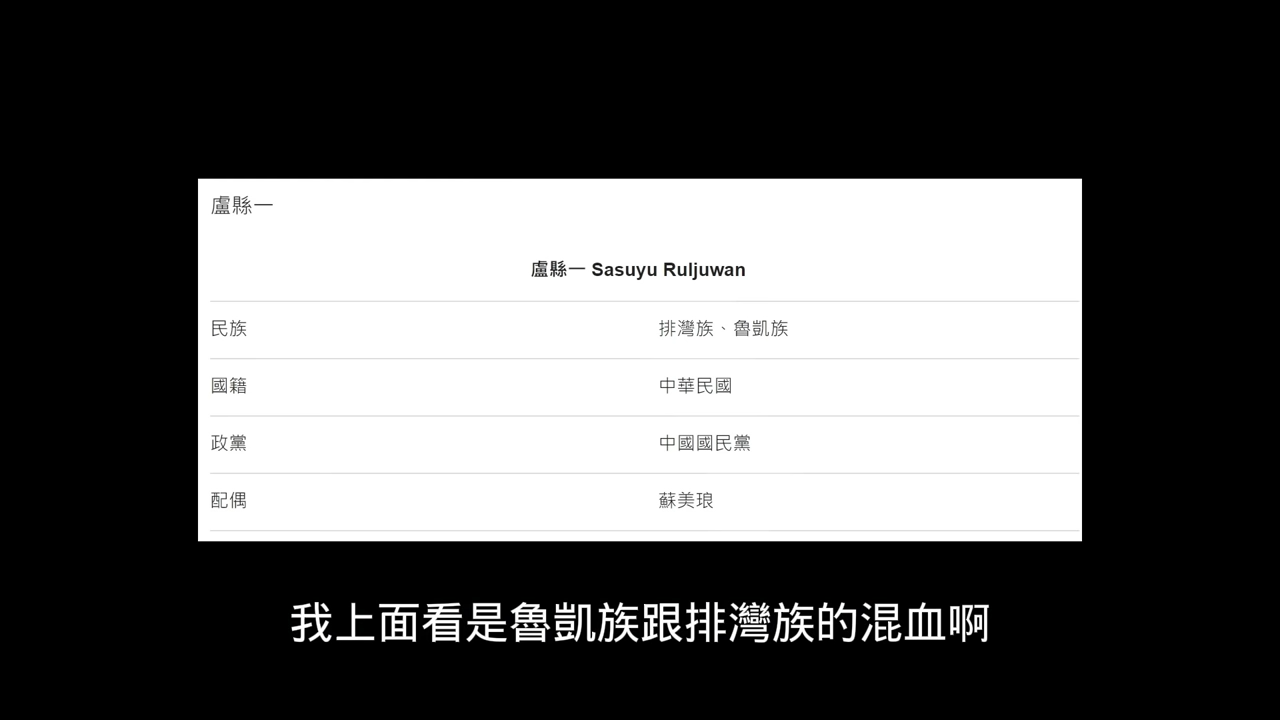 盧縣一
盧縣一 Sasuyu Ruljuwan
民族 排灣族、魯凱族
國籍 中華民國
政黨 中國國民黨
配偶 蘇美琅
我上面看是魯凱族跟排灣族的混血啊